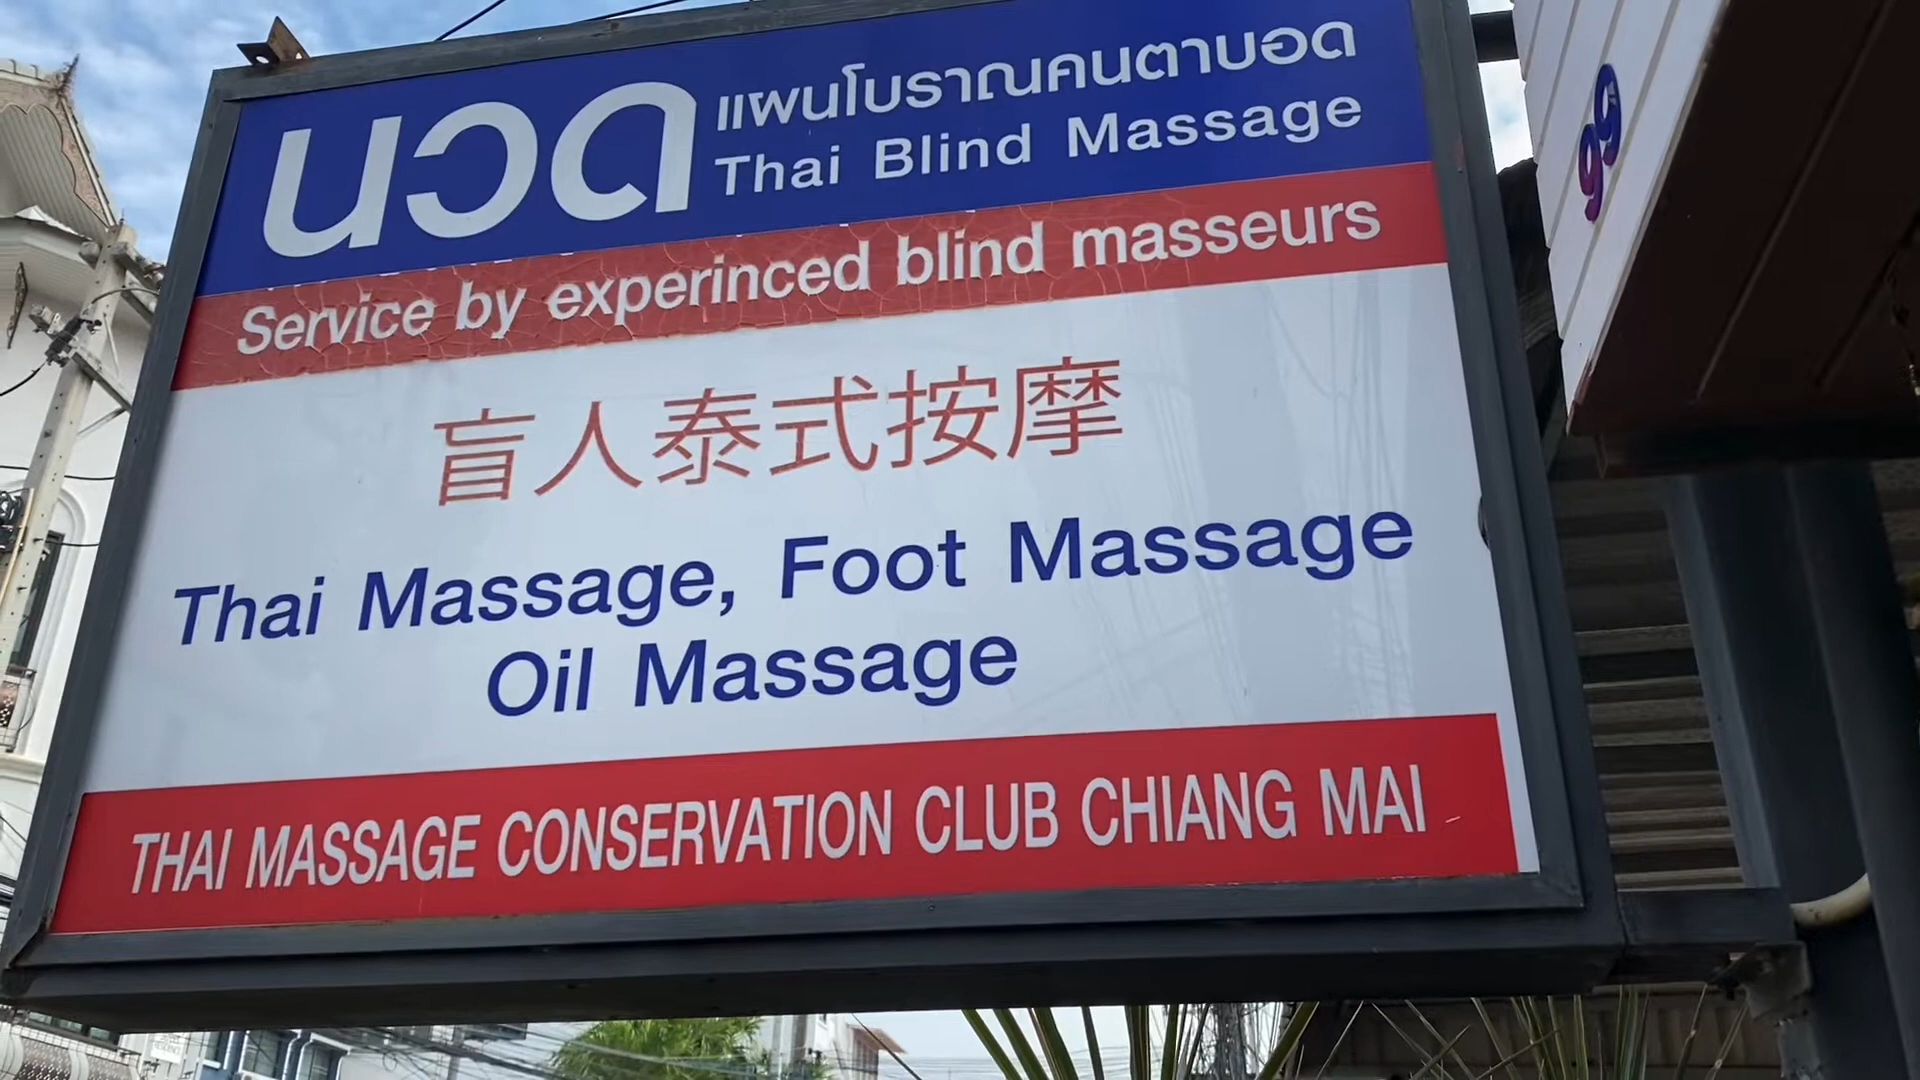 นวด
แผนโบราณคนตาบอด
Thai Blind Massage
Service by experinced blind masseurs
盲人泰式按摩
Thai Massage, Foot Massage
Oil Massage
THAI MASSAGE CONSERVATION CLUB CHIANG MAI
99